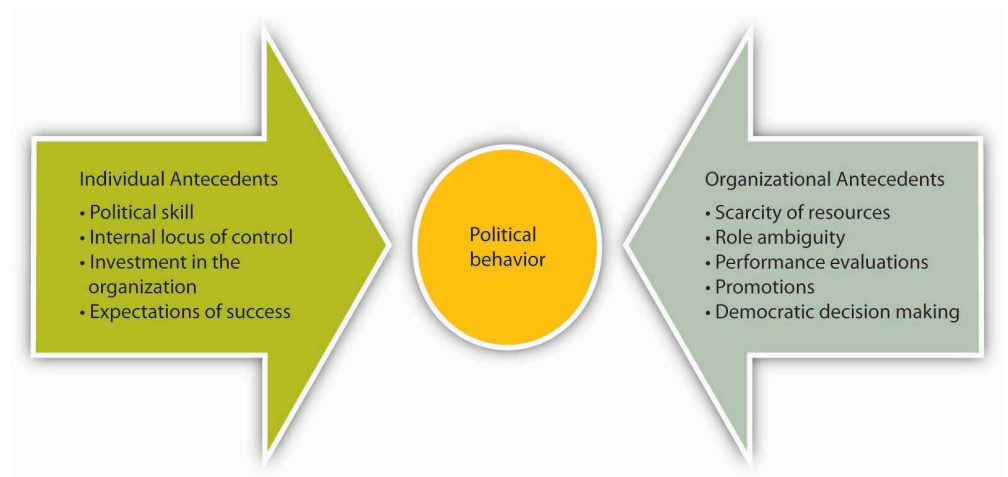 Individual Antecedents
• Political skill
• Internal locus of control
• Investment in the
organization
• Expectations of success
Political
behavior
Organizational Antecedents
• Scarcity of resources
• Role ambiguity
• Performance evaluations
• Promotions
• Democratic decision making